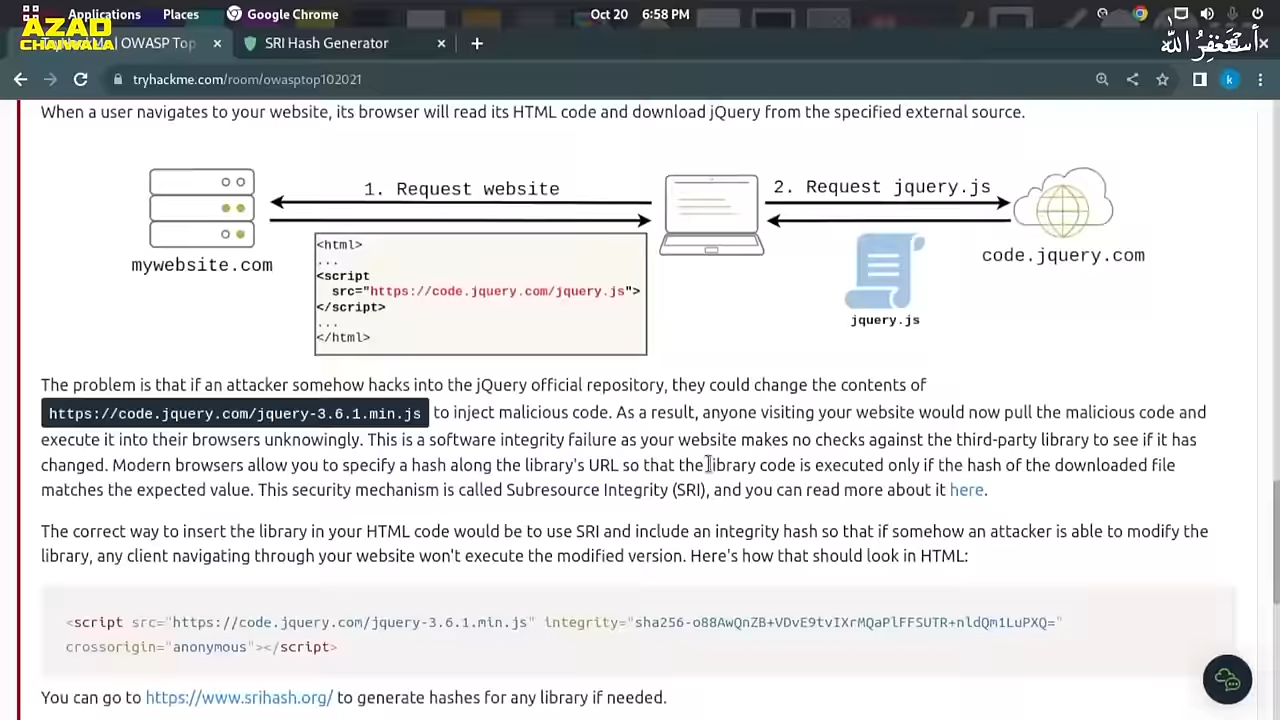 Applications Places Google Chrome Oct 20 6:58 PM
AZAD
CHAIWALA
OWASP Top
SRI Hash Generator
أستغفر الله
tryhackme.com/room/owasptop102021
k
When a user navigates to your website, its browser will read its HTML code and download jQuery from the specified external source.
1. Request website
2. Request jquery.js
mywebsite.com
code.jquery.com
<html>
...
<script
src="https://code.jquery.com/jquery.js">
</script>
...
</html>
jquery.js
The problem is that if an attacker somehow hacks into the jQuery official repository, they could change the contents of
https://code.jquery.com/jquery-3.6.1.min.js to inject malicious code. As a result, anyone visiting your website would now pull the malicious code and
execute it into their browsers unknowingly. This is a software integrity failure as your website makes no checks against the third-party library to see if it has
changed. Modern browsers allow you to specify a hash along the library's URL so that the library code is executed only if the hash of the downloaded file
matches the expected value. This security mechanism is called Subresource Integrity (SRI), and you can read more about it here.
The correct way to insert the library in your HTML code would be to use SRI and include an integrity hash so that if somehow an attacker is able to modify the
library, any client navigating through your website won't execute the modified version. Here's how that should look in HTML:
<script src="https://code.jquery.com/jquery-3.6.1.min.js" integrity="sha256-o88AwQnZB+VDvE9tvIXrMQaPlFFSUTR+nldQm1LuPXQ="
crossorigin="anonymous"></script>
You can go to https://www.srihash.org/ to generate hashes for any library if needed.